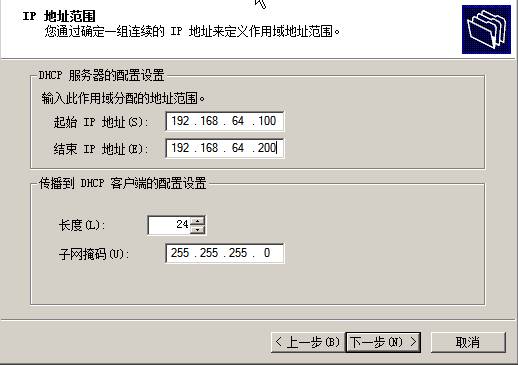 IP 地址范围
您通过确定一组连续的 IP 地址来定义作用域地址范围。
DHCP 服务器的配置设置
输入此作用域分配的地址范围。
起始 IP 地址(S): 192 . 168 . 64 . 100
结束 IP 地址(E): 192 . 168 . 64 . 200
传播到 DHCP 客户端的配置设置
长度(L): 24
子网掩码(U): 255 . 255 . 255 . 0
< 上一步(B) 下一步(N) > 取消